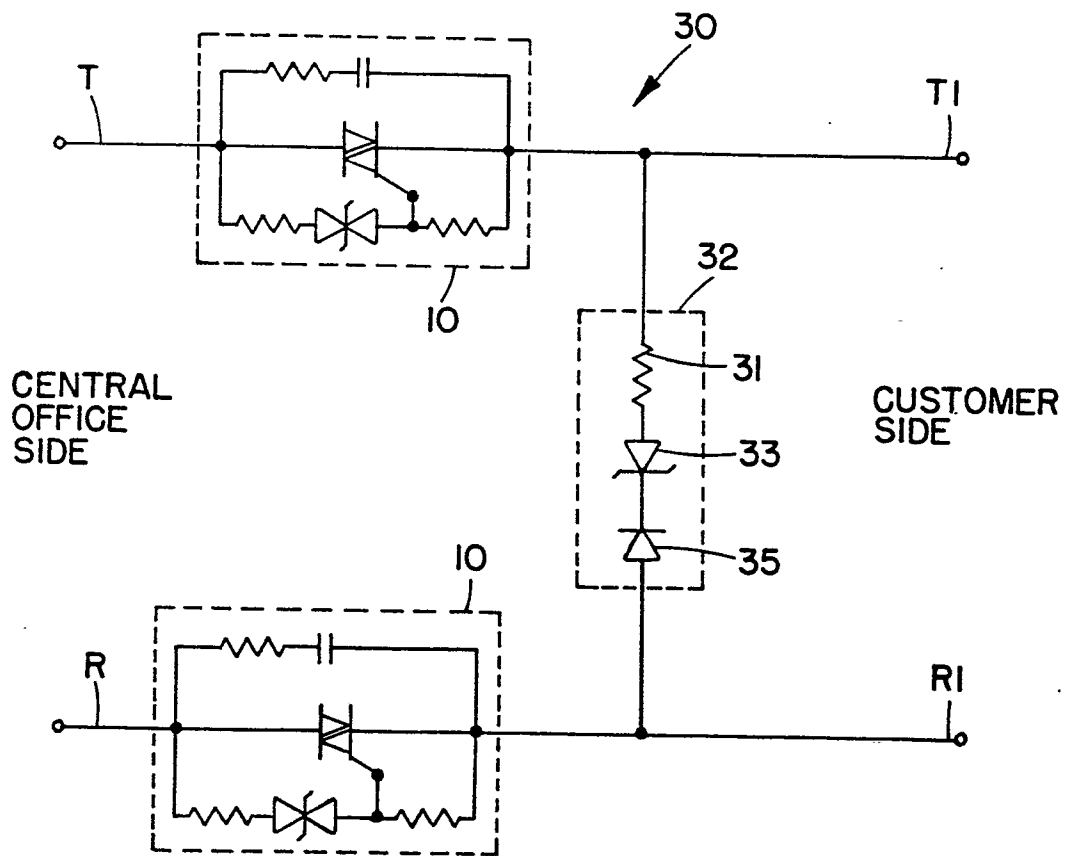 30
T
T1
32
10
31
CENTRAL
OFFICE
SIDE
CUSTOMER
SIDE
33
10
35
R
R1